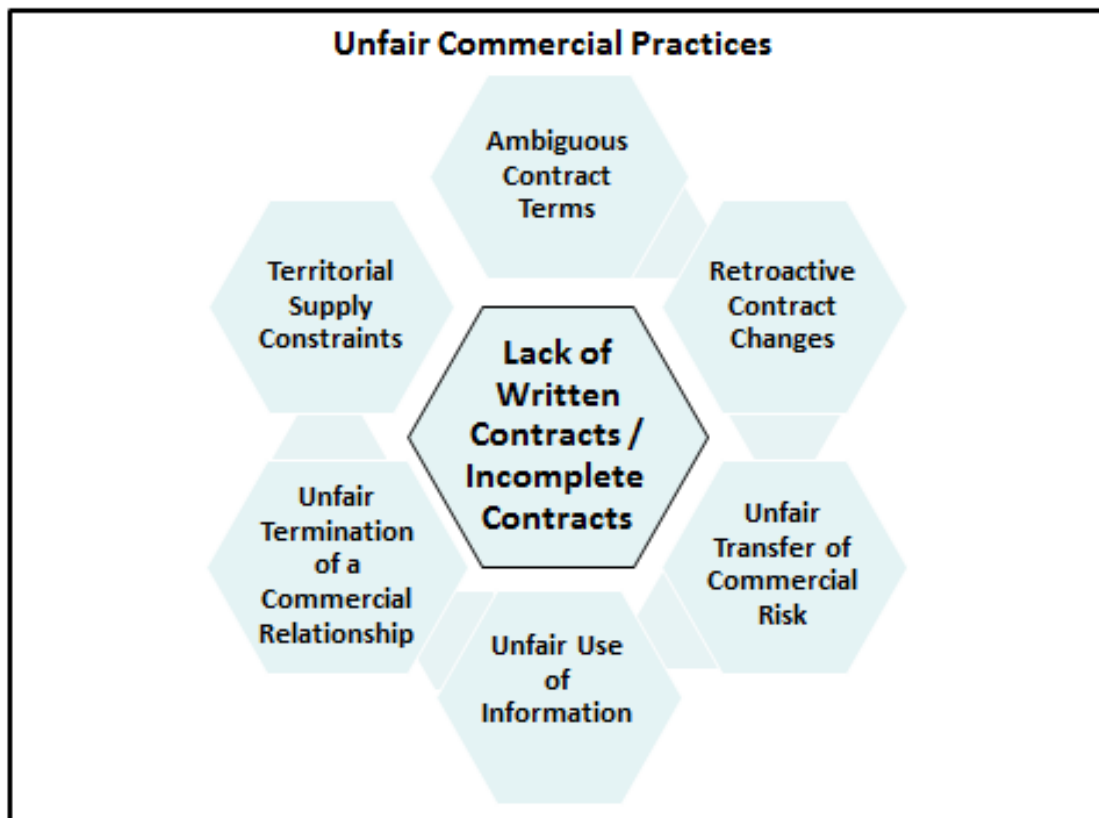 Unfair Commercial Practices
Ambiguous
Contract
Terms
Retroactive
Contract
Changes
Unfair
Transfer of
Commercial
Risk
Unfair Use
of
Information
Unfair
Termination
of a
Commercial
Relationship
Territorial
Supply
Constraints
Lack of
Written
Contracts /
Incomplete
Contracts